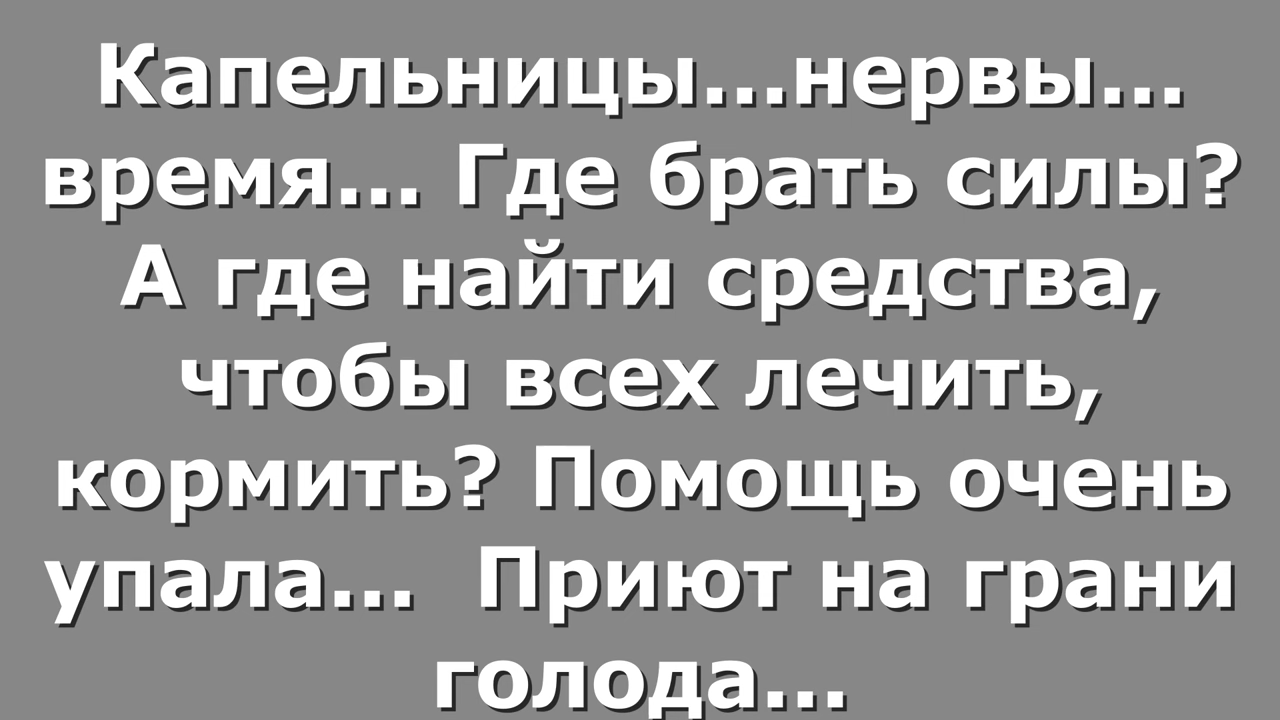 Капельницы...нервы...
время... Где брать силы?
А где найти средства,
чтобы всех лечить,
кормить? Помощь очень
упала...  Приют на грани
голода...